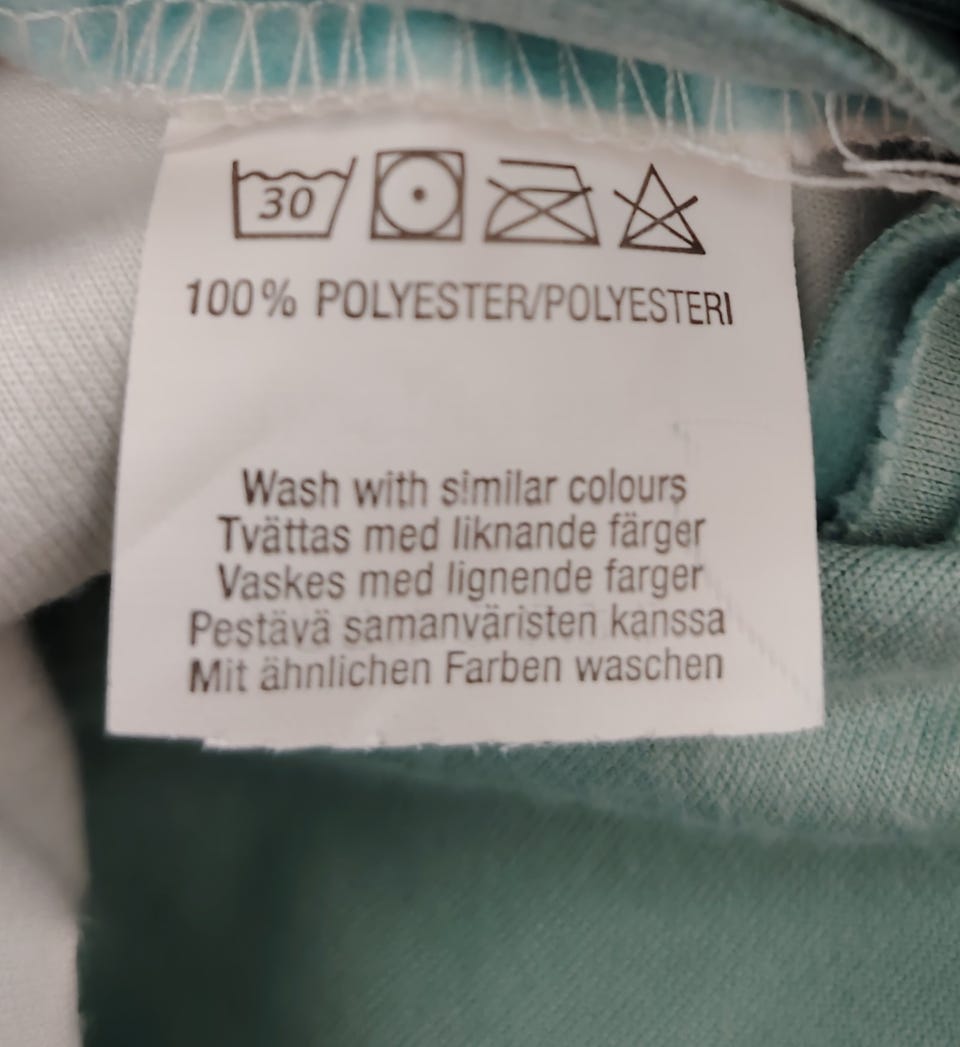 30
100% POLYESTER/POLYESTERI
Wash with similar colours
Tvättas med liknande färger
Vaskes med lignende farger
Pestävä samanväristen kanssa
Mit ähnlichen Farben waschen